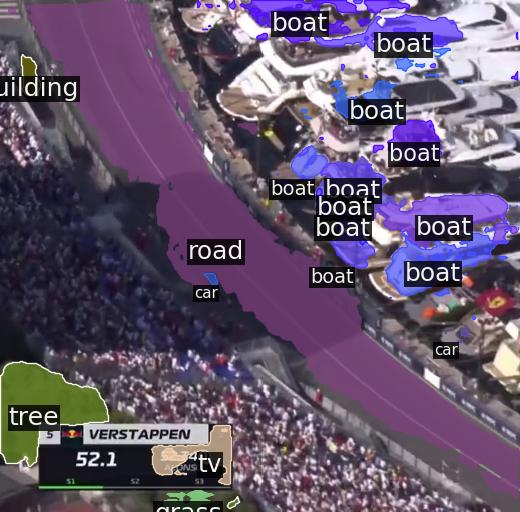 boat
boat
uilding
boat
boat
boat
boat
boat
boat
boat
road
boat
boat
car
car
tree
5 VERSTAPPEN
52.1
tv
S1 S2 S3
grass